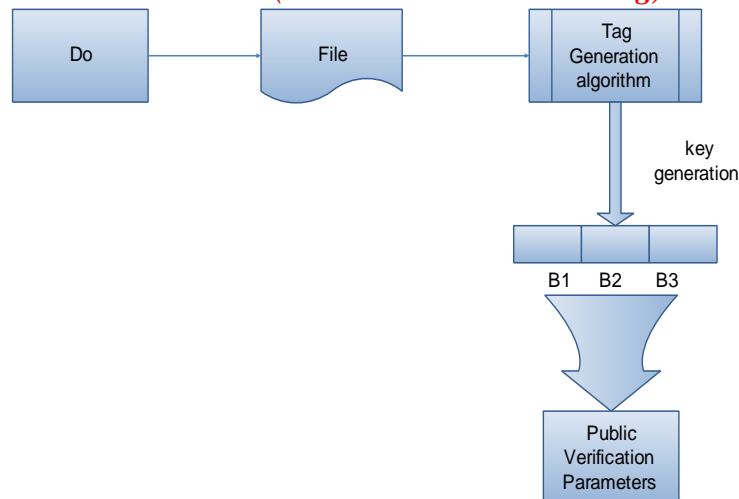 Do
File
Tag
Generation
algorithm
key
generation
B1 B2 B3
Public
Verification
Parameters